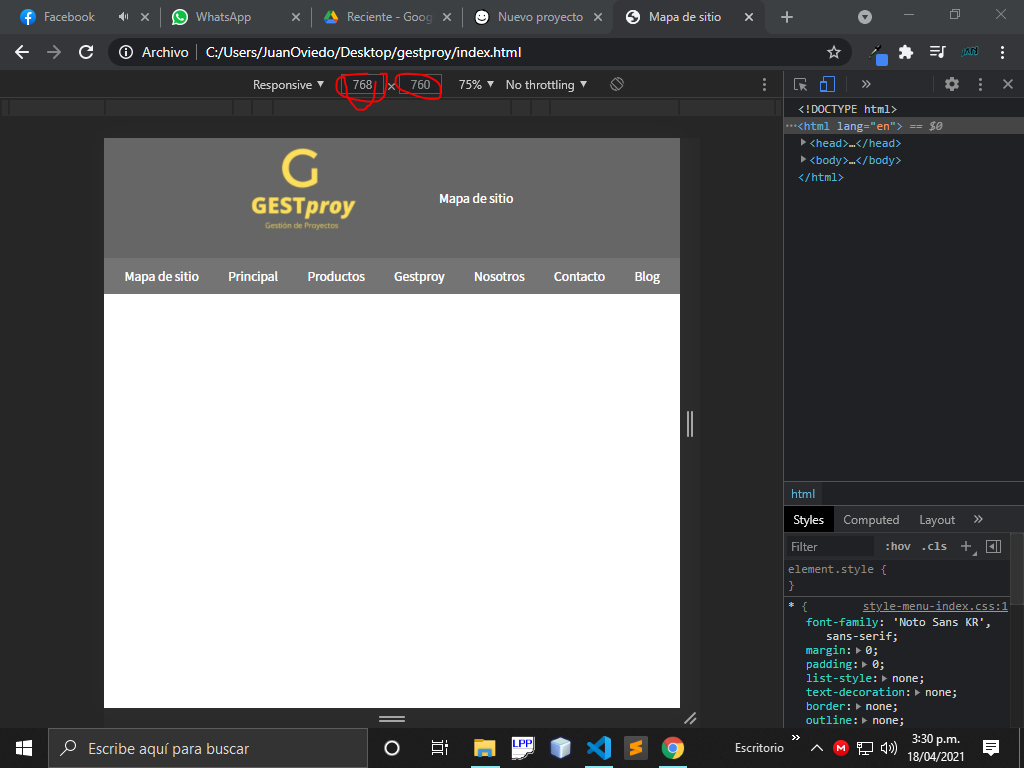 Facebook
WhatsApp
Reciente - Goog
Nuevo proyecto
Mapa de sitio
Archivo
C:/Users/JuanOviedo/Desktop/gestproy/index.html
Responsive ▼ 768 × 760 75% ▼ No throttling ▼
<!DOCTYPE html>
···<html lang="en"> == $0
<head>…</head>
<body>…</body>
</html>
G
GESTproy
Gestión de Proyectos
Mapa de sitio
Mapa de sitio Principal Productos Gestproy Nosotros Contacto Blog
html
Styles Computed Layout »
Filter :hov .cls +
element.style {
}
* { style-menu-index.css:1
font-family: 'Noto Sans KR',
sans-serif;
margin: 0;
padding: 0;
list-style: none;
text-decoration: none;
border: none;
outline: none;
Escribe aquí para buscar
LPP
Escritorio »
3:30 p.m.
18/04/2021